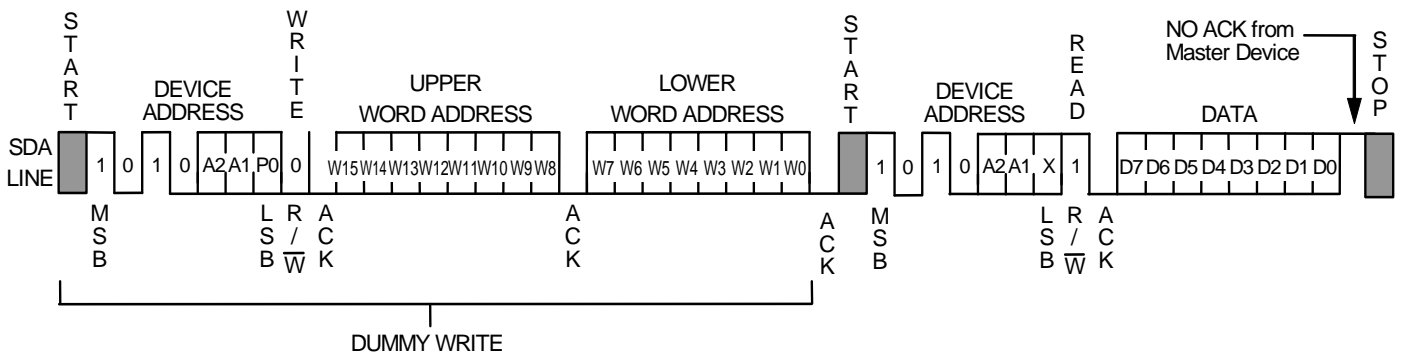 START
WRITE
START
READ
NO ACK from
Master Device
STOP
DEVICE
ADDRESS
UPPER
WORD ADDRESS
LOWER
WORD ADDRESS
DEVICE
ADDRESS
DATA
SDA
LINE
1 0 1 0 A2 A1 P0 0 W15 W14 W13 W12 W11 W10 W9 W8 W7 W6 W5 W4 W3 W2 W1 W0 1 0 1 0 A2 A1 X 1 D7 D6 D5 D4 D3 D2 D1 D0
MSB
LSB
R/W̅
ACK
ACK
ACK
MSB
LSB
R/W̅
ACK
DUMMY WRITE